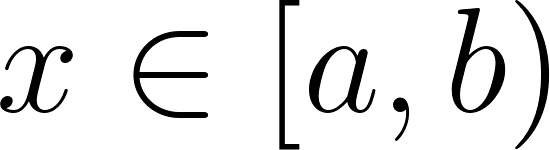 x ∈ [a, b)